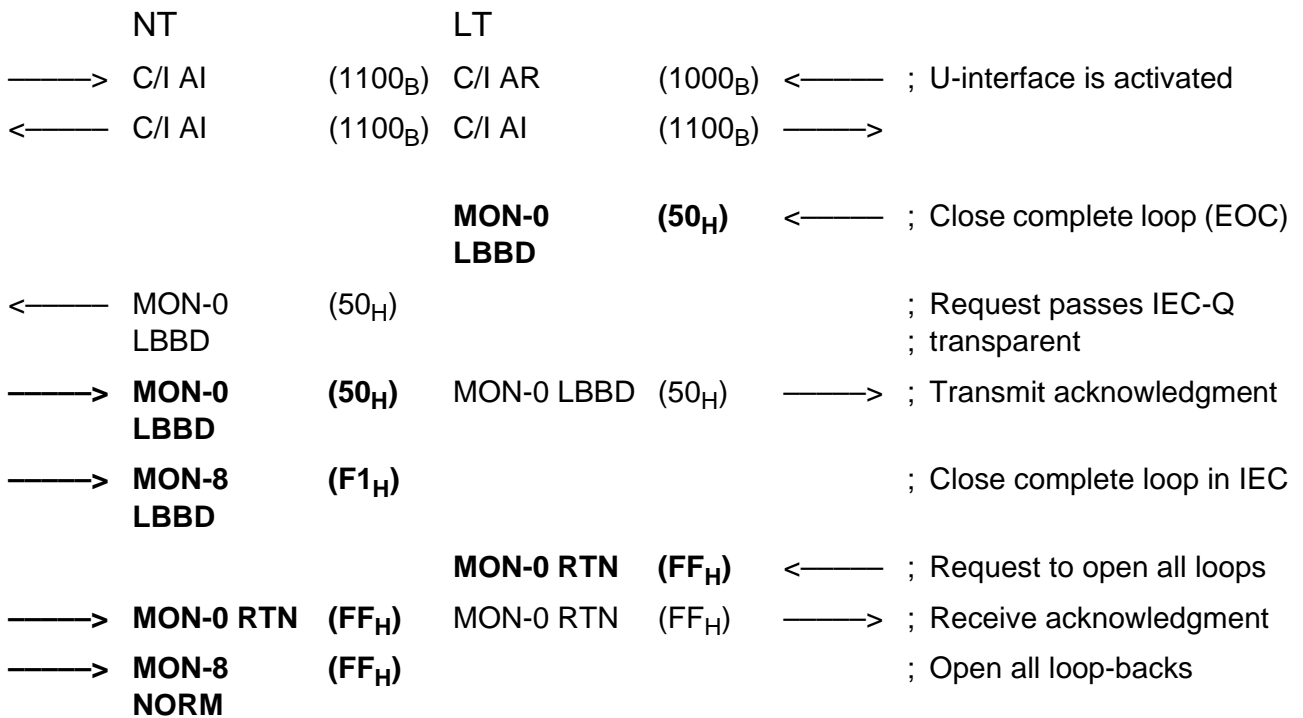 NT LT
—————> C/I AI (1100B) C/I AR (1000B) <————— ; U-interface is activated
<————— C/I AI (1100B) C/I AI (1100B) —————>
MON-0 (50H) <————— ; Close complete loop (EOC)
LBBD
<————— MON-0 (50H) ; Request passes IEC-Q
LBBD ; transparent
—————> MON-0 (50H) MON-0 LBBD (50H) —————> ; Transmit acknowledgment
LBBD
—————> MON-8 (F1H) ; Close complete loop in IEC
LBBD
MON-0 RTN (FFH) <————— ; Request to open all loops
—————> MON-0 RTN (FFH) MON-0 RTN (FFH) —————> ; Receive acknowledgment
—————> MON-8 (FFH) ; Open all loop-backs
NORM